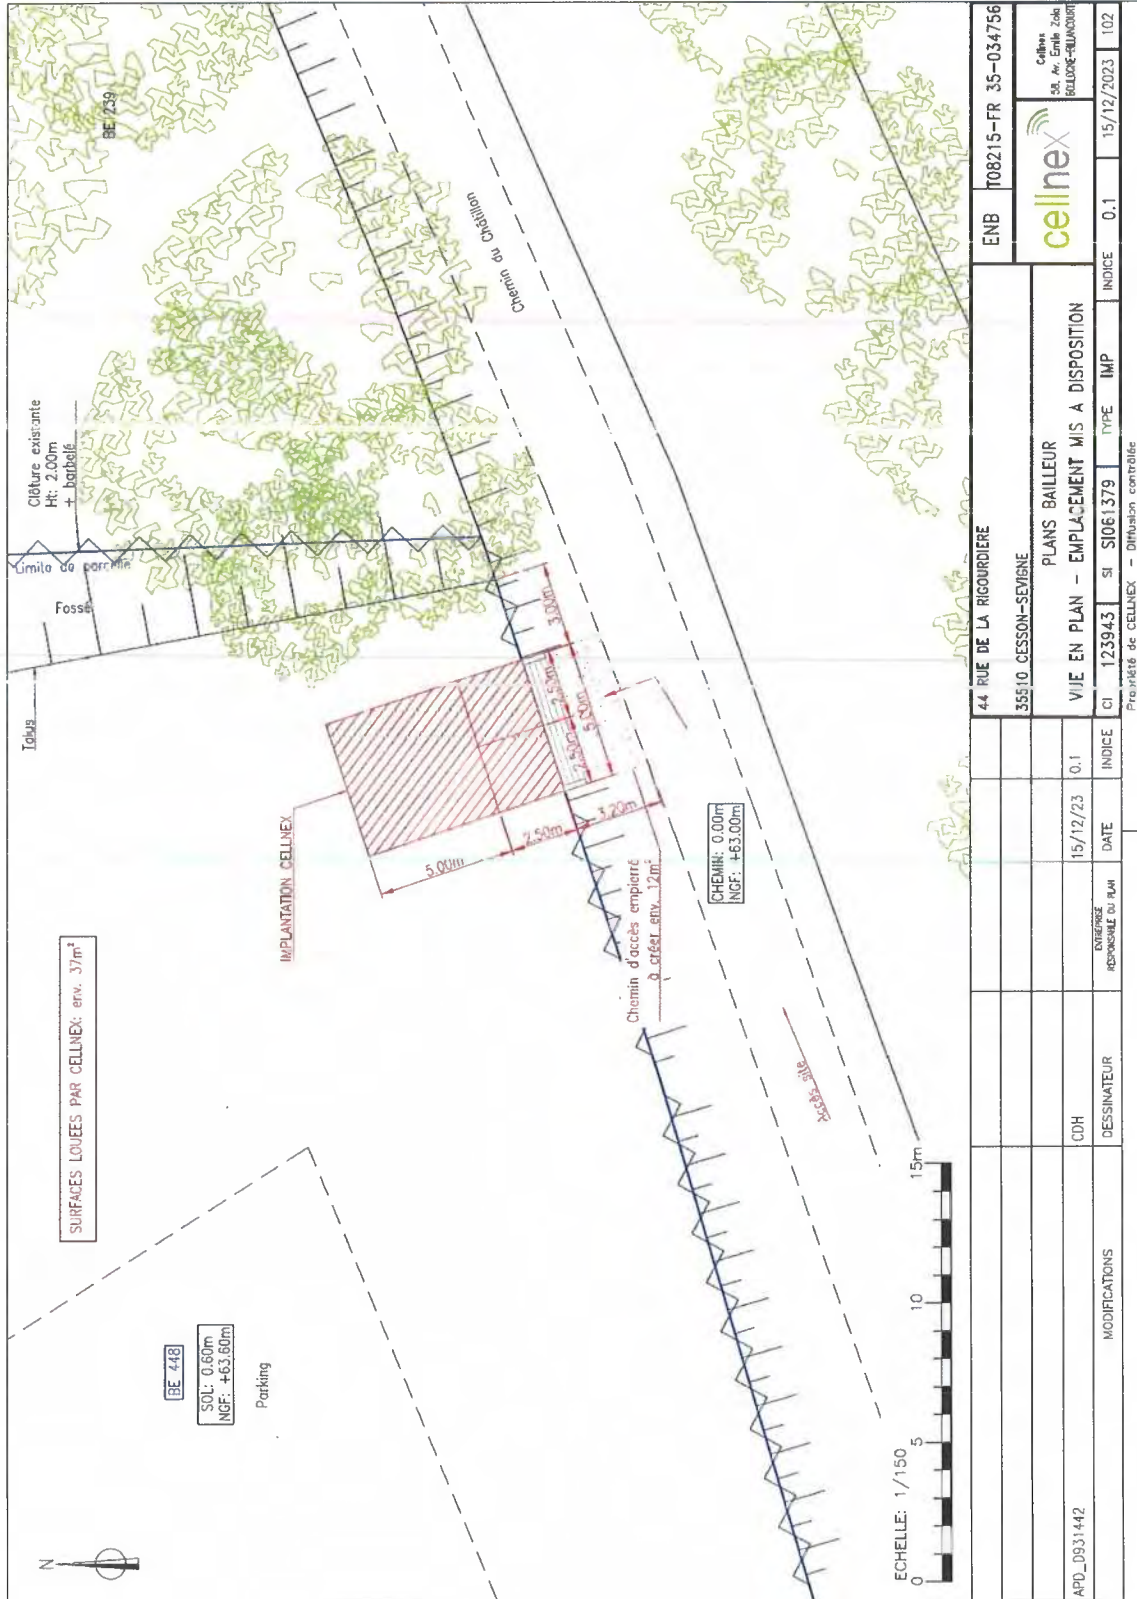 N
BE 448
SOL: 0.60m
NGF: +63.60m
Parking
SURFACES LOUEES PAR CELLNEX: env. 37m²
IMPLANTATION CELLNEX
Talus
Fossé
Limite de parcelle
Clôture existante
Ht: 2.00m
+ barbelé
BE 239
Chemin du Châtillon
5.00m
2.50m
3.20m
2.50m
2.50m
5.00m
3.00m
Chemin d'accès empierré
à créer env. 12m²
CHEMIN: 0.00m
NGF: +63.00m
accès site
ECHELLE: 1/150
0 5 10 15m
APD_D931442 CDH 15/12/23 0.1
MODIFICATIONS DESSINATEUR ENTREPRISE RESPONSABLE DU PLAN DATE INDICE
44 RUE DE LA RIGOURDIERE
35510 CESSON-SEVIGNE
ENB T08215-FR 35-034756
PLANS BAILLEUR
VUE EN PLAN - EMPLACEMENT MIS A DISPOSITION
cellnex
Cellnex
58, Av. Emile Zola
BOULOGNE-BILLANCOURT
CI 123943 SI SI061379 TYPE IMP INDICE 0.1 15/12/2023 102
Propriété de CELLNEX - Diffusion contrôlée